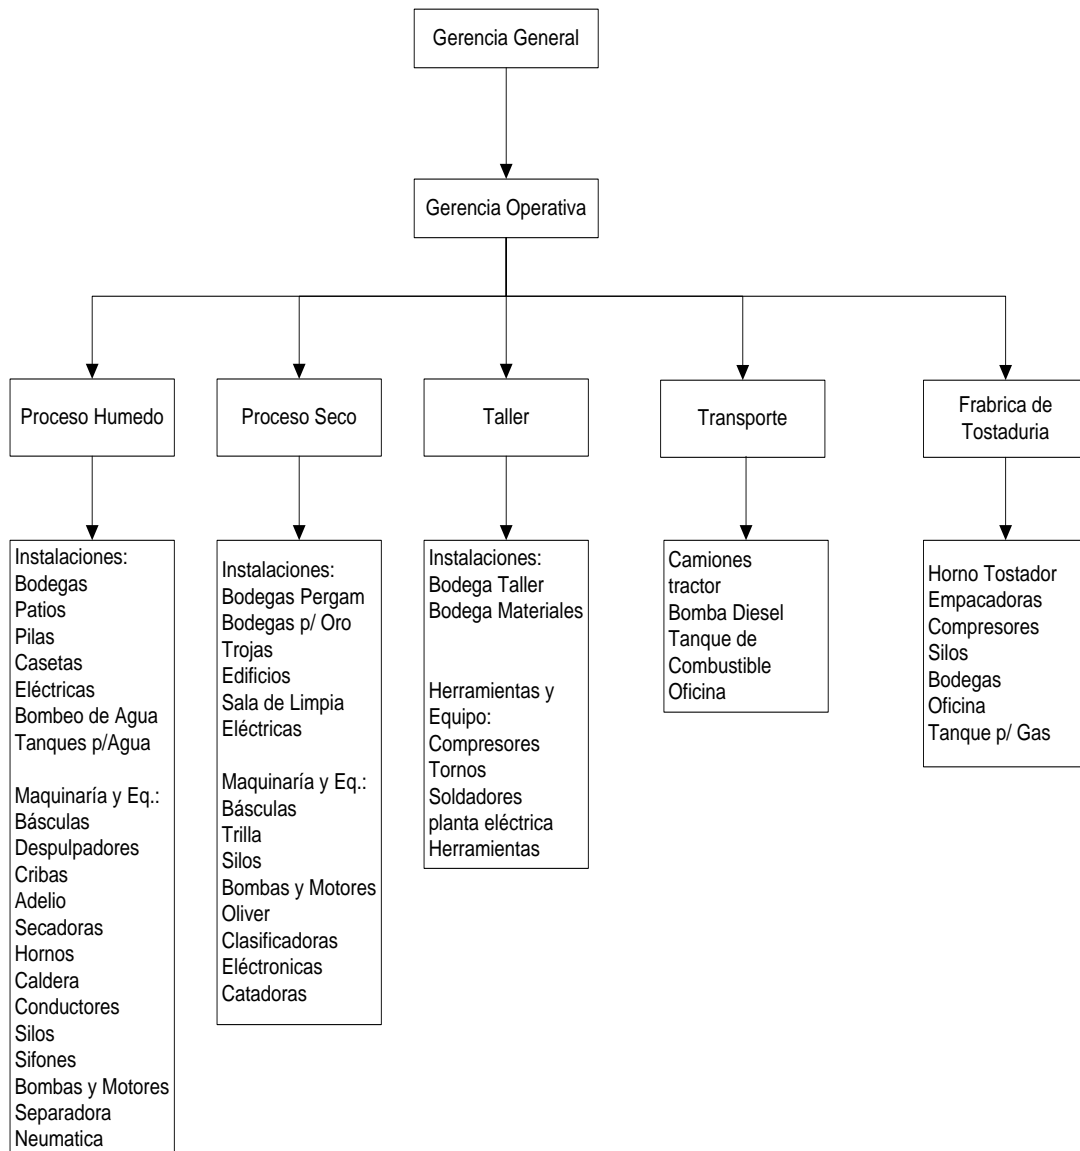 Gerencia General
Gerencia Operativa
Proceso Humedo
Proceso Seco
Taller
Transporte
Frabrica de
Tostaduria
Instalaciones:
Bodegas
Patios
Pilas
Casetas
Eléctricas
Bombeo de Agua
Tanques p/Agua
Maquinaría y Eq.:
Básculas
Despulpadores
Cribas
Adelio
Secadoras
Hornos
Caldera
Conductores
Silos
Sifones
Bombas y Motores
Separadora
Neumatica
Instalaciones:
Bodegas Pergam
Bodegas p/ Oro
Trojas
Edificios
Sala de Limpia
Eléctricas
Maquinaría y Eq.:
Básculas
Trilla
Silos
Bombas y Motores
Oliver
Clasificadoras
Eléctronicas
Catadoras
Instalaciones:
Bodega Taller
Bodega Materiales
Herramientas y
Equipo:
Compresores
Tornos
Soldadores
planta eléctrica
Herramientas
Camiones
tractor
Bomba Diesel
Tanque de
Combustible
Oficina
Horno Tostador
Empacadoras
Compresores
Silos
Bodegas
Oficina
Tanque p/ Gas